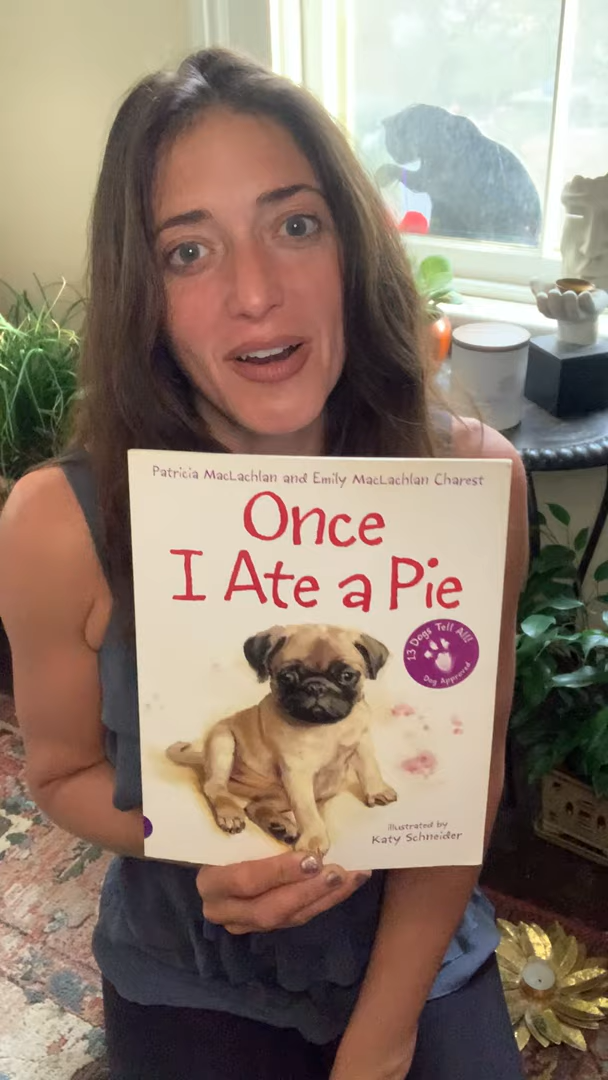 Patricia MacLachlan and Emily MacLachlan Charest
Once
I Ate a Pie
13 Dogs Tell All!
Dog Approved
illustrated by
Katy Schneider